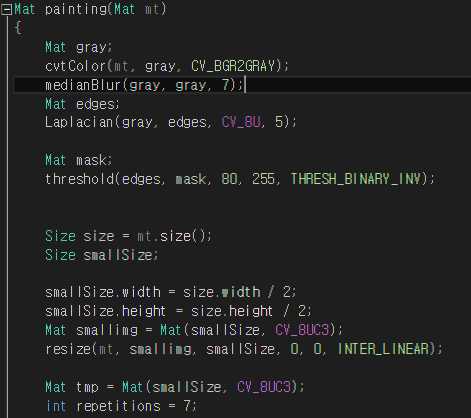 Mat painting(Mat mt)
{
Mat gray;
cvtColor(mt, gray, CV_BGR2GRAY);
medianBlur(gray, gray, 7);
Mat edges;
Laplacian(gray, edges, CV_8U, 5);
Mat mask;
threshold(edges, mask, 80, 255, THRESH_BINARY_INV);
Size size = mt.size();
Size smallSize;
smallSize.width = size.width / 2;
smallSize.height = size.height / 2;
Mat smallimg = Mat(smallSize, CV_8UC3);
resize(mt, smallimg, smallSize, 0, 0, INTER_LINEAR);
Mat tmp = Mat(smallSize, CV_8UC3);
int repetitions = 7;